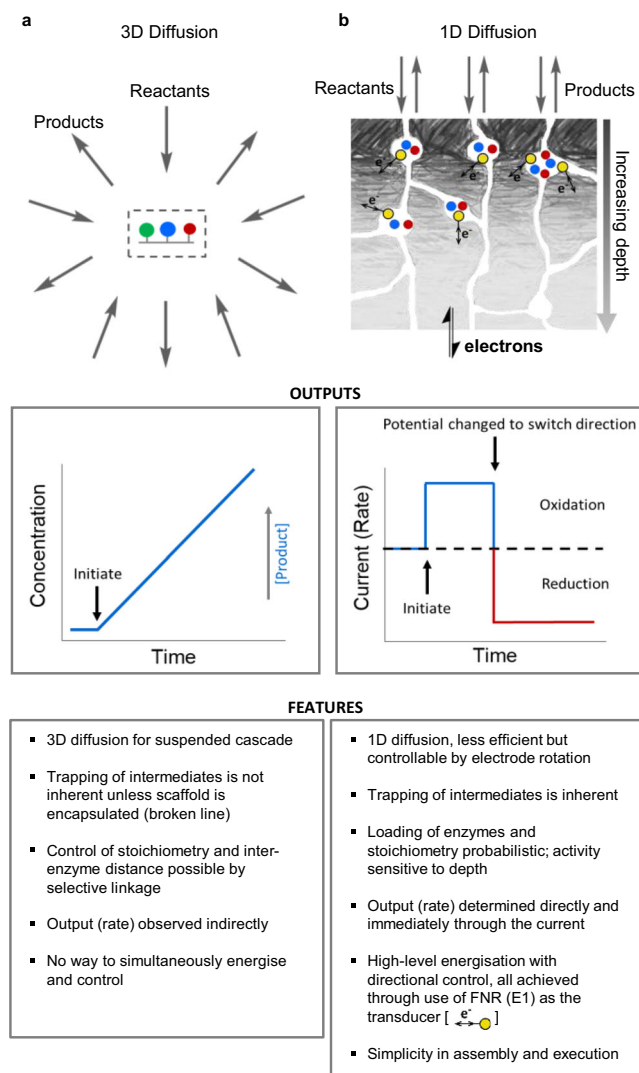 a
3D Diffusion
Reactants
Products
b
1D Diffusion
Reactants
Products
e-
e-
e-
e-
e-
Increasing depth
electrons
OUTPUTS
Concentration
Initiate
[Product]
Time
Potential changed to switch direction
Current (Rate)
Oxidation
Reduction
Initiate
Time
FEATURES
▪ 3D diffusion for suspended cascade
▪ Trapping of intermediates is not
inherent unless scaffold is
encapsulated (broken line)
▪ Control of stoichiometry and inter-
enzyme distance possible by
selective linkage
▪ Output (rate) observed indirectly
▪ No way to simultaneously energise
and control
▪ 1D diffusion, less efficient but
controllable by electrode rotation
▪ Trapping of intermediates is inherent
▪ Loading of enzymes and
stoichiometry probabilistic; activity
sensitive to depth
▪ Output (rate) determined directly and
immediately through the current
▪ High-level energisation with
directional control, all achieved
through use of FNR (E1) as the
transducer [ e- ]
▪ Simplicity in assembly and execution